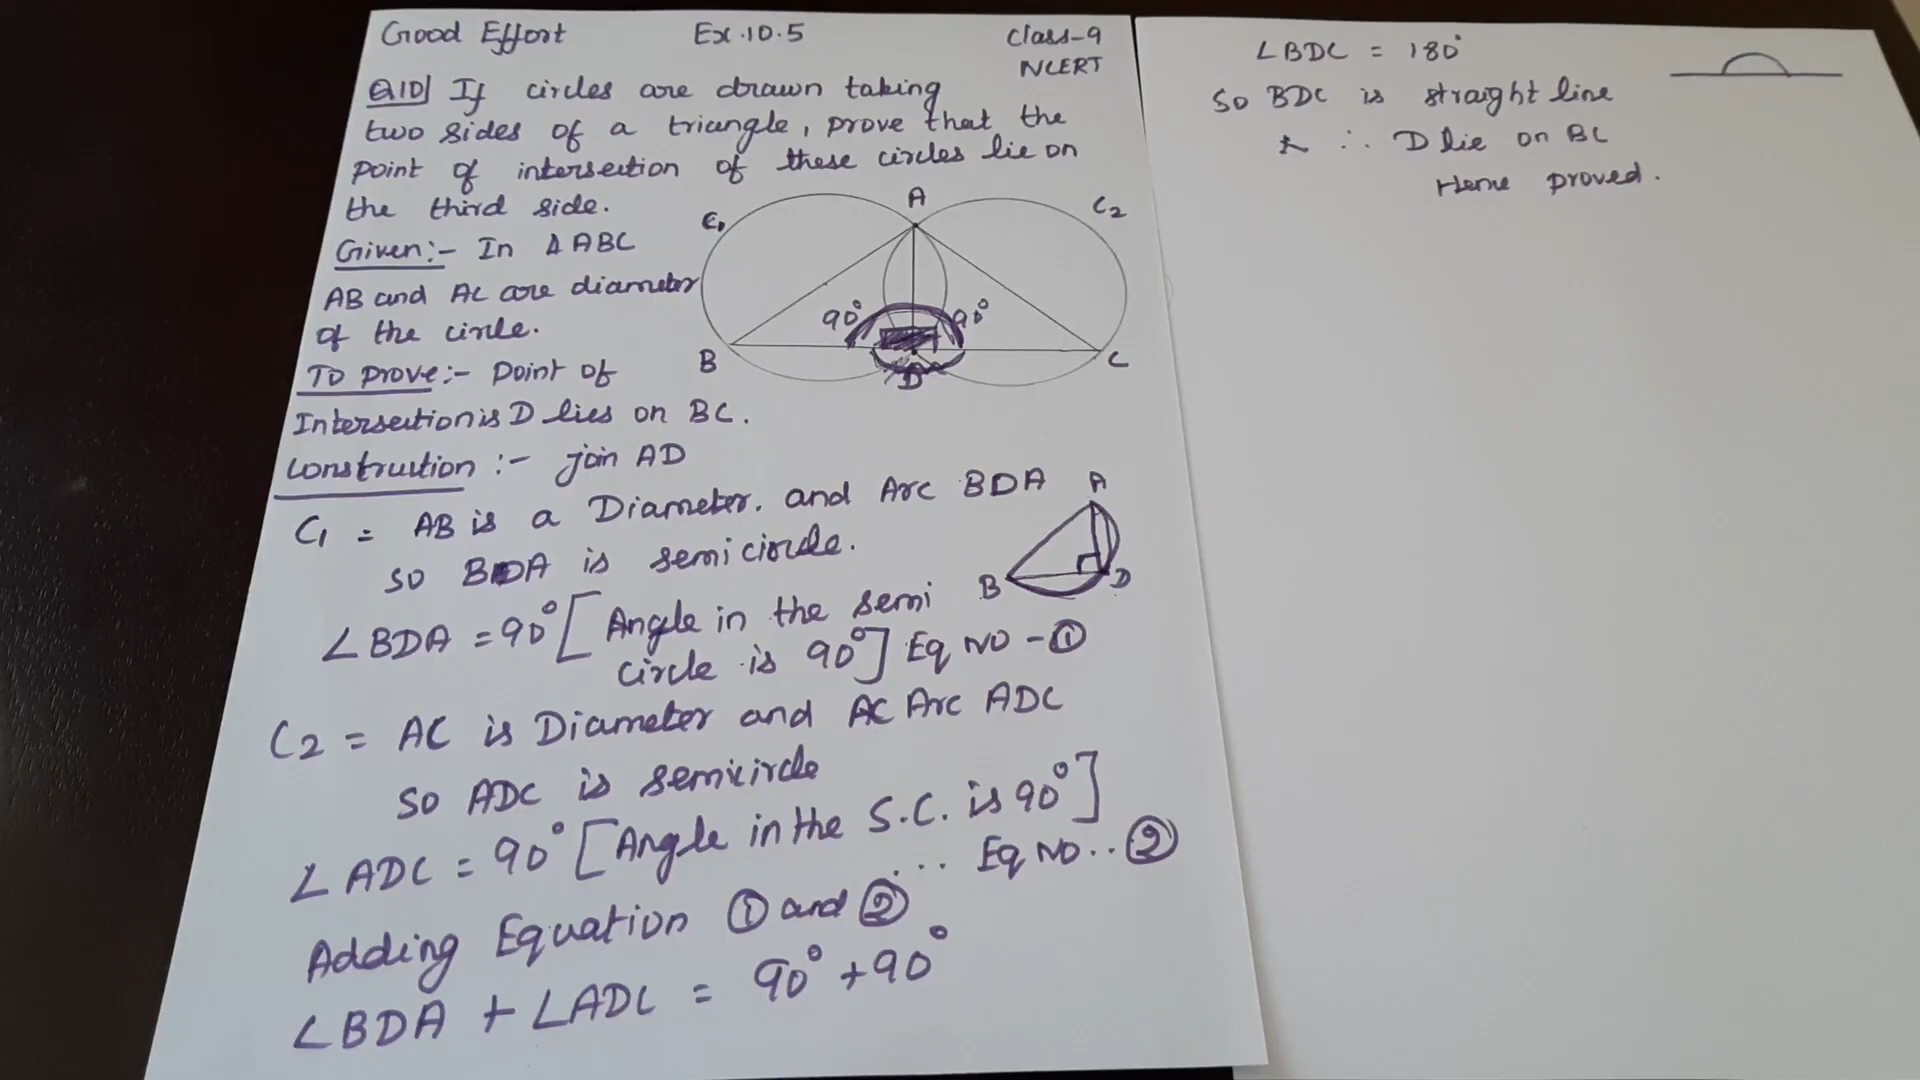 Good Effort Ex.10.5 Class-9
NCERT
Q10] If circles are drawn taking
two sides of a triangle, prove that the
point of intersection of these circles lie on
the third side.
Given:- In ΔABC
AB and AC are diameter
of the circle.
To prove:- point of
Intersection is D lies on BC.
Construction :- join AD
C1 A C2
90° 90°
B D C
C1 = AB is a Diameter. and Arc BDA
so BDA is semicircle.
A
B D
∠BDA = 90° [Angle in the semi
circle is 90°] Eq NO - ①
C2 = AC is Diameter and Arc ADC
so ADC is semicircle
∠ADC = 90° [Angle in the S.C. is 90°]
... Eq NO.. ②
Adding Equation ① and ②
∠BDA + ∠ADC = 90° + 90°
∠BDC = 180°
So BDC is straight line
∴ D lie on BC
Hence proved.